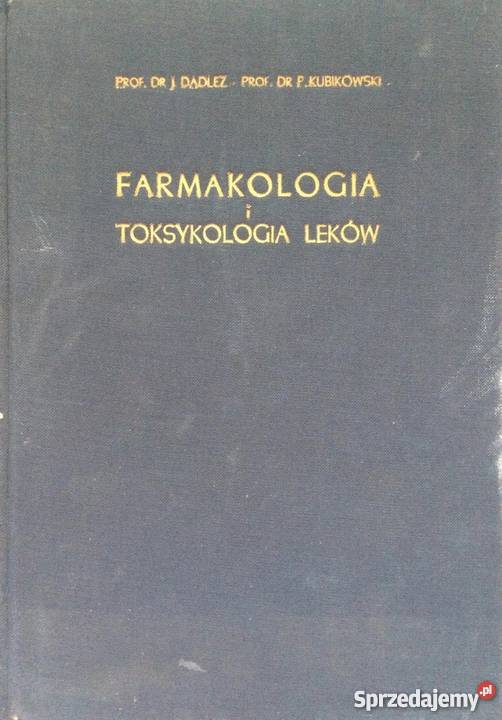 PROF. DR J. DADLEZ - PROF. DR P. KUBIKOWSKI
FARMAKOLOGIA
i
TOKSYKOLOGIA LEKÓW
Sprzedajemy.pl